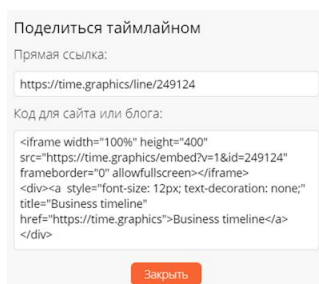 Поделиться таймлайном
Прямая ссылка:
https://time.graphics/line/249124
Код для сайта или блога:
<iframe width="100%" height="400"
src="https://time.graphics/embed?v=1&id=249124"
frameborder="0" allowfullscreen></iframe>
<div><a  style="font-size: 12px; text-decoration: none;"
title="Business timeline"
href="https://time.graphics">Business timeline</a>
</div>
Закрыть